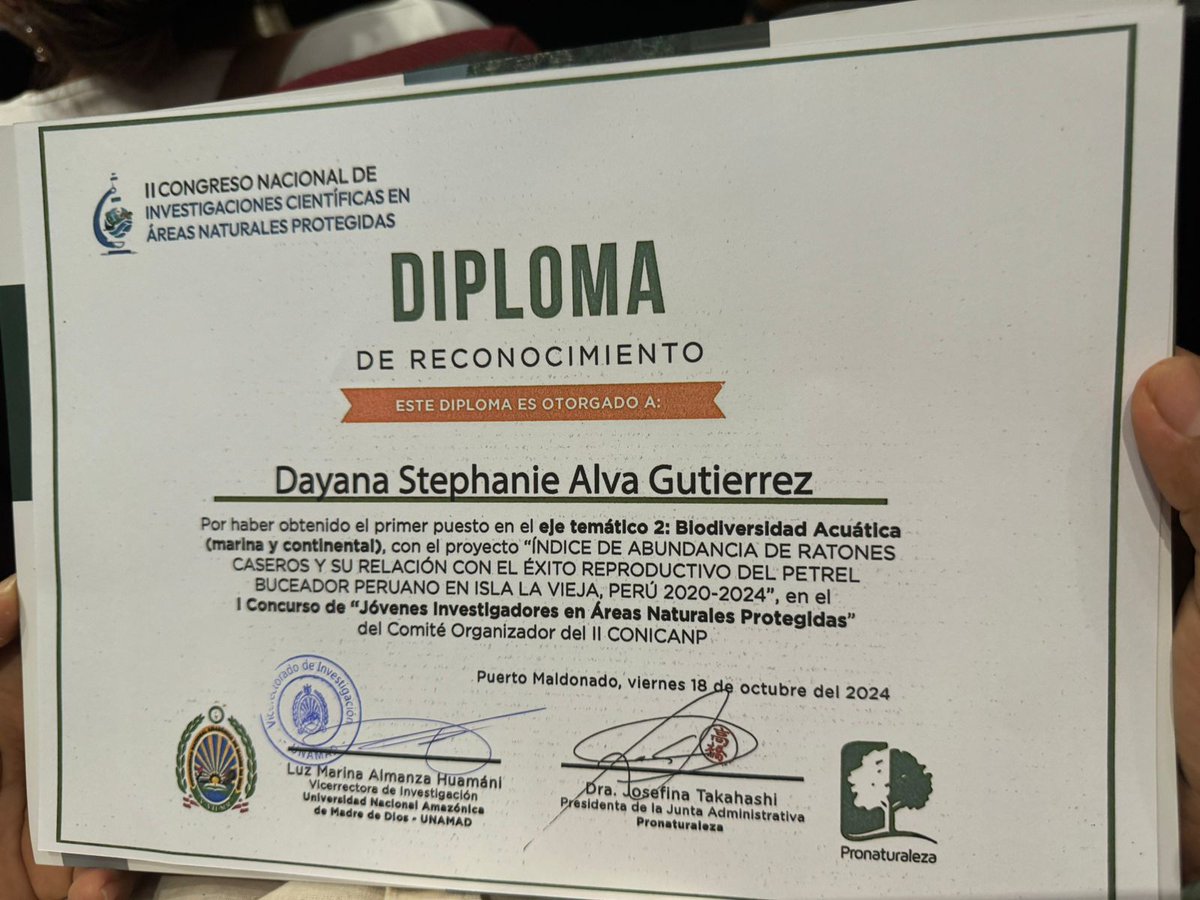 II CONGRESO NACIONAL DE
INVESTIGACIONES CIENTÍFICAS EN
ÁREAS NATURALES PROTEGIDAS
DIPLOMA
DE RECONOCIMIENTO
ESTE DIPLOMA ES OTORGADO A:
Dayana Stephanie Alva Gutierrez
Por haber obtenido el primer puesto en el eje temático 2: Biodiversidad Acuática
(marina y continental), con el proyecto “ÍNDICE DE ABUNDANCIA DE RATONES
CASEROS Y SU RELACIÓN CON EL ÉXITO REPRODUCTIVO DEL PETREL
BUCEADOR PERUANO EN ISLA LA VIEJA, PERÚ 2020-2024”, en el
I Concurso de “Jóvenes Investigadores en Áreas Naturales Protegidas”
del Comité Organizador del II CONICANP
Puerto Maldonado, viernes 18 de octubre del 2024
Vicerrectorado de Investigación
UNAMAD
Luz Marina Almanza Huamáni
Vicerrectora de Investigación
Universidad Nacional Amazónica
de Madre de Dios - UNAMAD
Dra. Josefina Takahashi
Presidenta de la Junta Administrativa
Pronaturaleza
Pronaturaleza